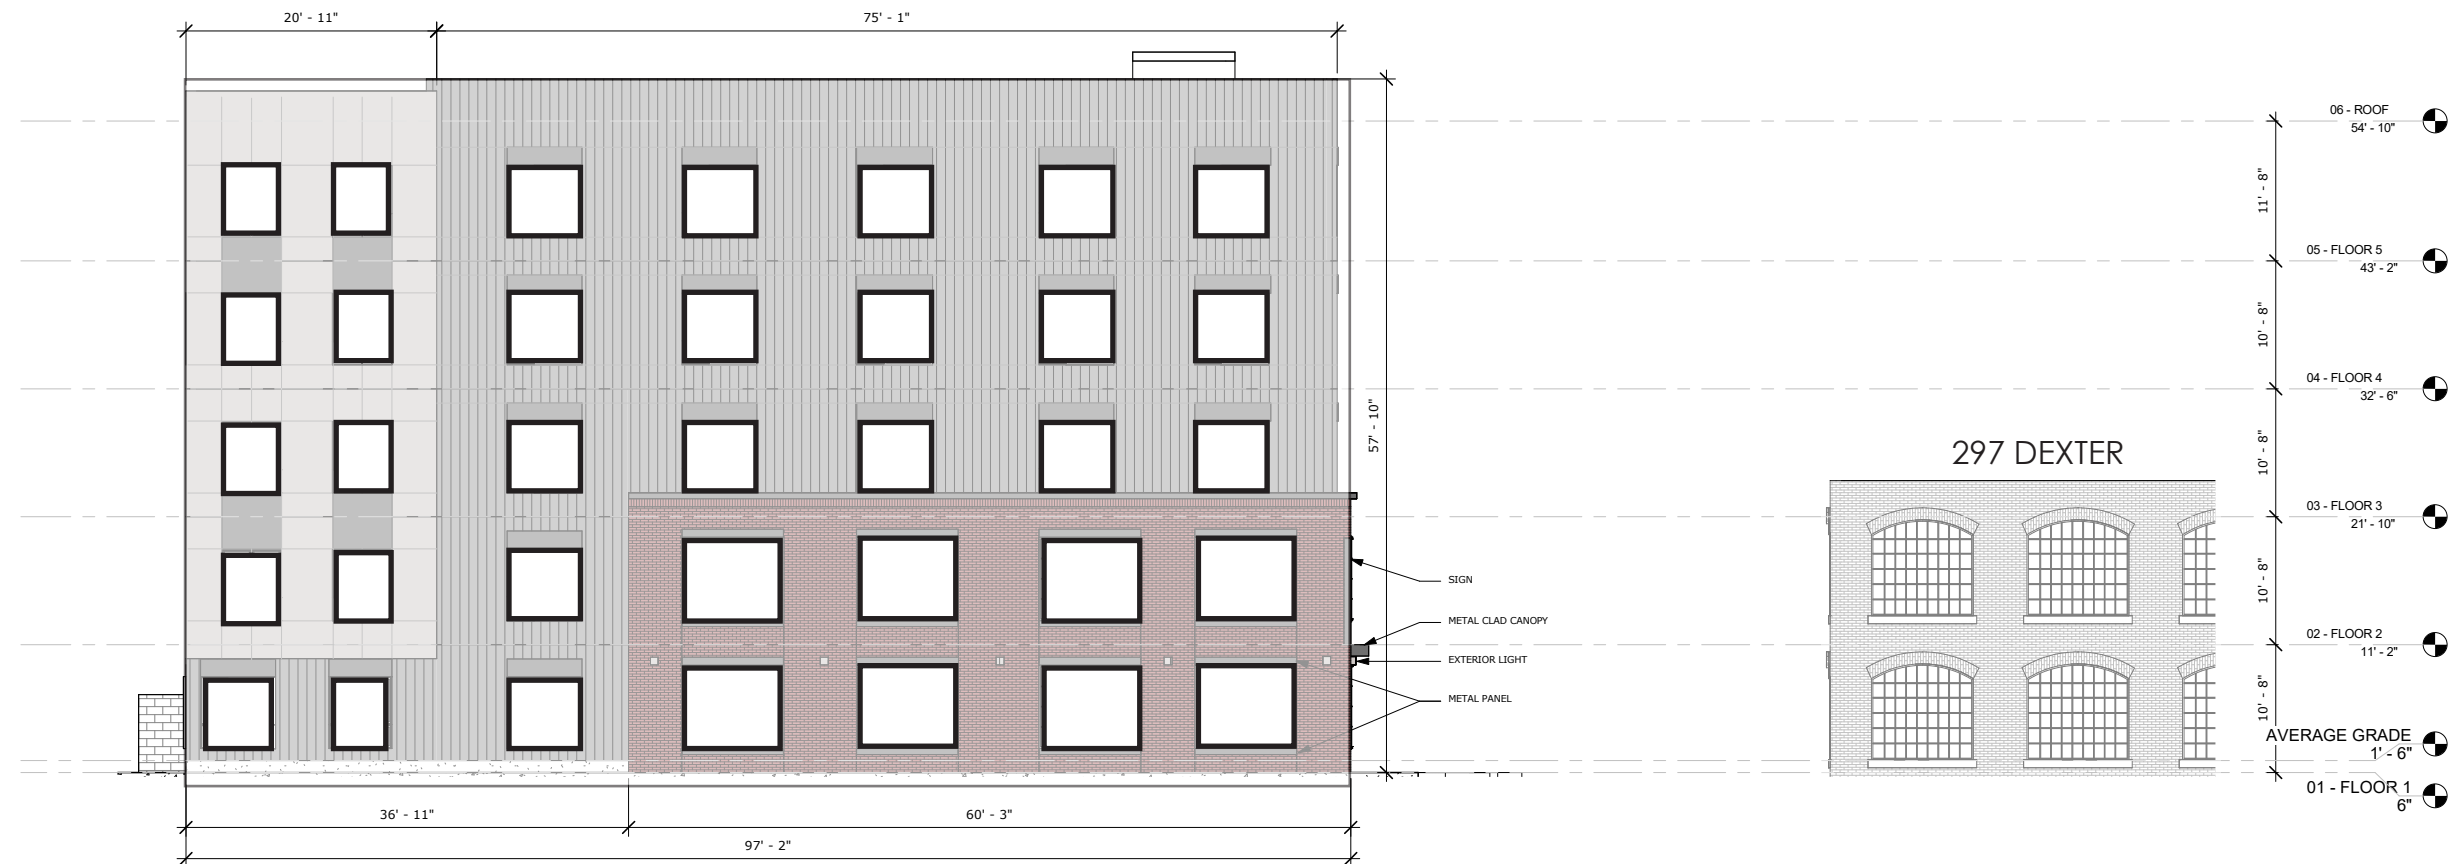 20' - 11"
75' - 1"
06 - ROOF
54' - 10"
11' - 8"
05 - FLOOR 5
43' - 2"
10' - 8"
04 - FLOOR 4
32' - 6"
57' - 10"
10' - 8"
297 DEXTER
03 - FLOOR 3
21' - 10"
10' - 8"
SIGN
METAL CLAD CANOPY
EXTERIOR LIGHT
METAL PANEL
02 - FLOOR 2
11' - 2"
10' - 8"
AVERAGE GRADE
1' - 6"
01 - FLOOR 1
6"
36' - 11"
60' - 3"
97' - 2"